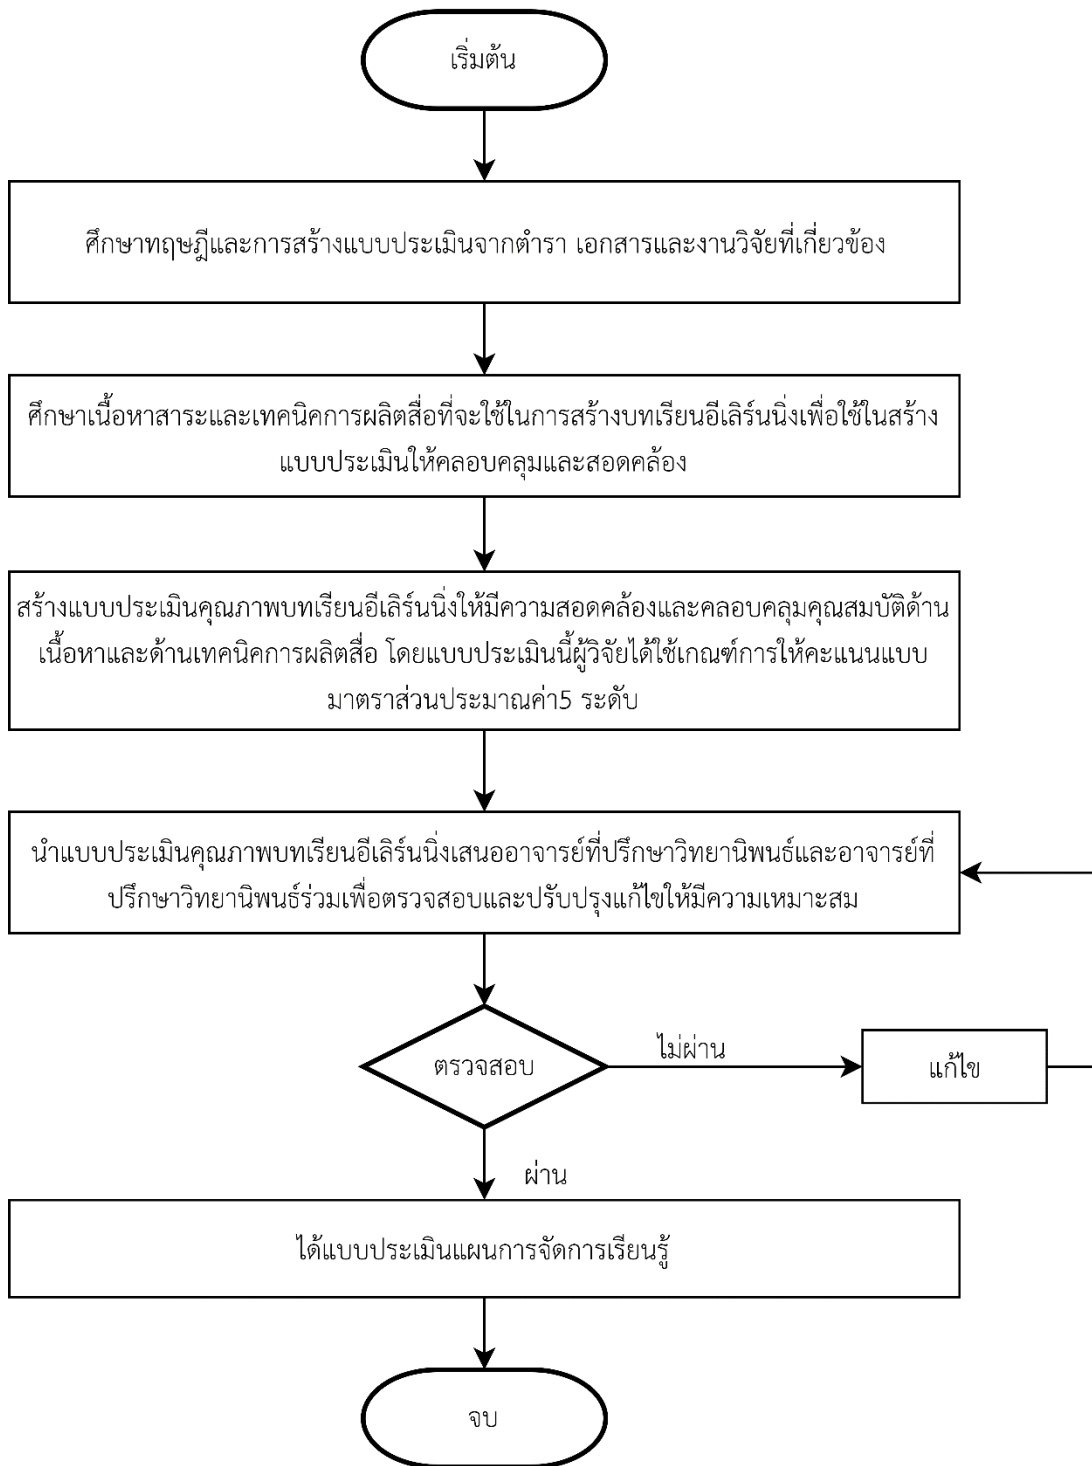 เริ่มต้น
ศึกษาทฤษฎีและการสร้างแบบประเมินจากตำรา เอกสารและงานวิจัยที่เกี่ยวข้อง
ศึกษาเนื้อหาสาระและเทคนิคการผลิตสื่อที่จะใช้ในการสร้างบทเรียนอีเลิร์นนิ่งเพื่อใช้ในสร้าง
แบบประเมินให้คลอบคลุมและสอดคล้อง
สร้างแบบประเมินคุณภาพบทเรียนอีเลิร์นนิ่งให้มีความสอดคล้องและคลอบคลุมคุณสมบัติด้าน
เนื้อหาและด้านเทคนิคการผลิตสื่อ โดยแบบประเมินนี้ผู้วิจัยได้ใช้เกณฑ์การให้คะแนนแบบ
มาตราส่วนประมาณค่า5 ระดับ
นำแบบประเมินคุณภาพบทเรียนอีเลิร์นนิ่งเสนออาจารย์ที่ปรึกษาวิทยานิพนธ์และอาจารย์ที่
ปรึกษาวิทยานิพนธ์ร่วมเพื่อตรวจสอบและปรับปรุงแก้ไขให้มีความเหมาะสม
ตรวจสอบ
ไม่ผ่าน
แก้ไข
ผ่าน
ได้แบบประเมินแผนการจัดการเรียนรู้
จบ